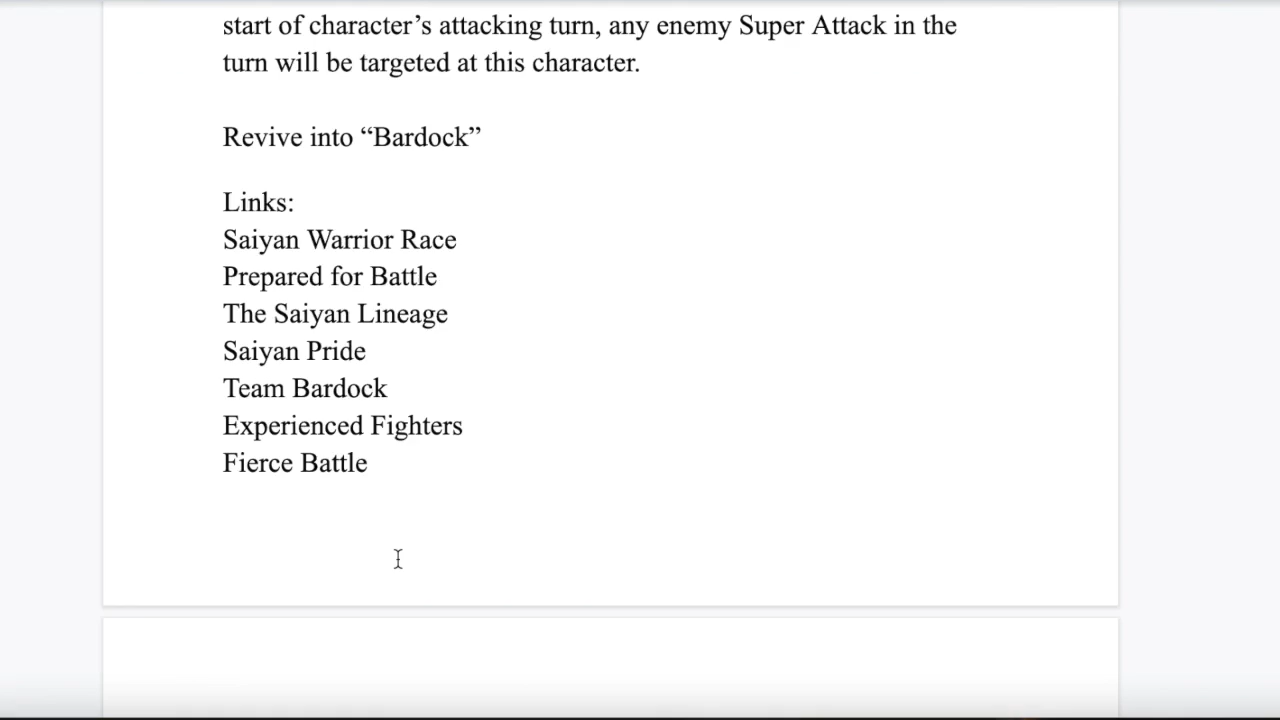 start of character’s attacking turn, any enemy Super Attack in the
turn will be targeted at this character.
Revive into “Bardock”
Links:
Saiyan Warrior Race
Prepared for Battle
The Saiyan Lineage
Saiyan Pride
Team Bardock
Experienced Fighters
Fierce Battle